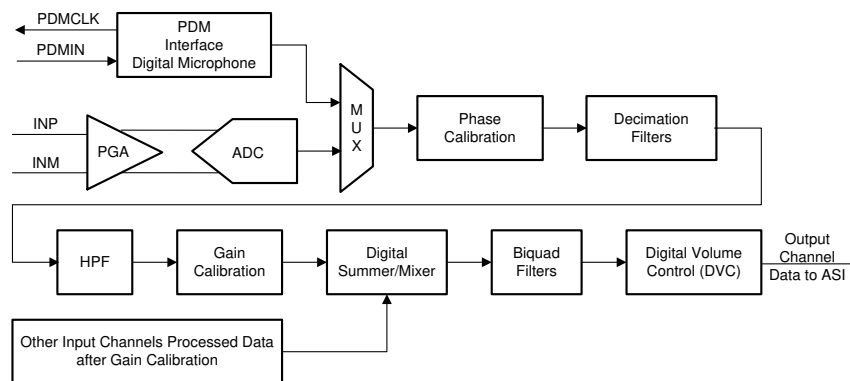 PDMCLK
PDMIN
PDM
Interface
Digital Microphone
INP
INM
PGA
ADC
M
U
X
Phase
Calibration
Decimation
Filters
HPF
Gain
Calibration
Digital
Summer/Mixer
Biquad
Filters
Digital Volume
Control (DVC)
Output
Channel
Data to ASI
Other Input Channels Processed Data
after Gain Calibration